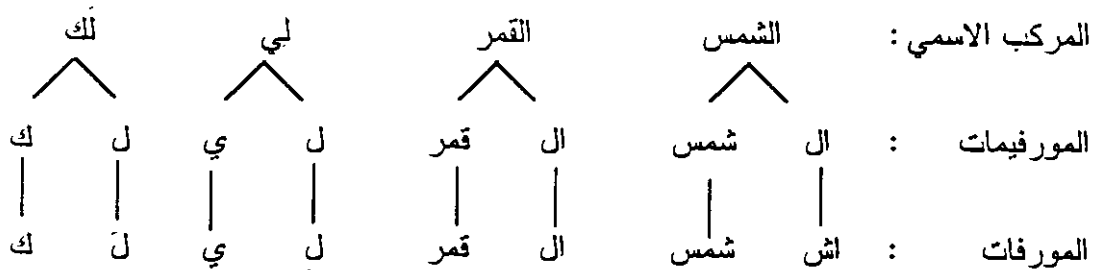 المركب الاسمي : الشمس القمر لِي لَك
المورفيمات : ال شمس ال قمر ل ي ل ك
المورفات : اش شمس ال قمر لِ ي لَ ك